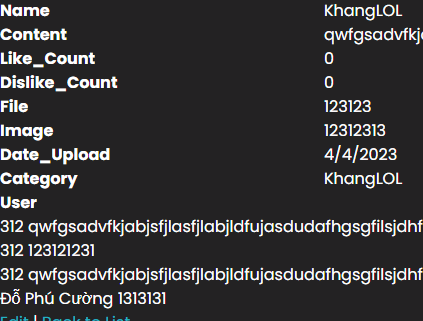 Name KhangLOL
Content qwfgsadvfkj
Like_Count 0
Dislike_Count 0
File 123123
Image 12312313
Date_Upload 4/4/2023
Category KhangLOL
User
312 qwfgsadvfkjabjsfjlasfjlabjldfujasdudafhgsgfilsjdhf
312 123121231
312 qwfgsadvfkjabjsfjlasfjlabjldfujasdudafhgsgfilsjdhf
Đỗ Phú Cường 1313131
Edit | Back to List